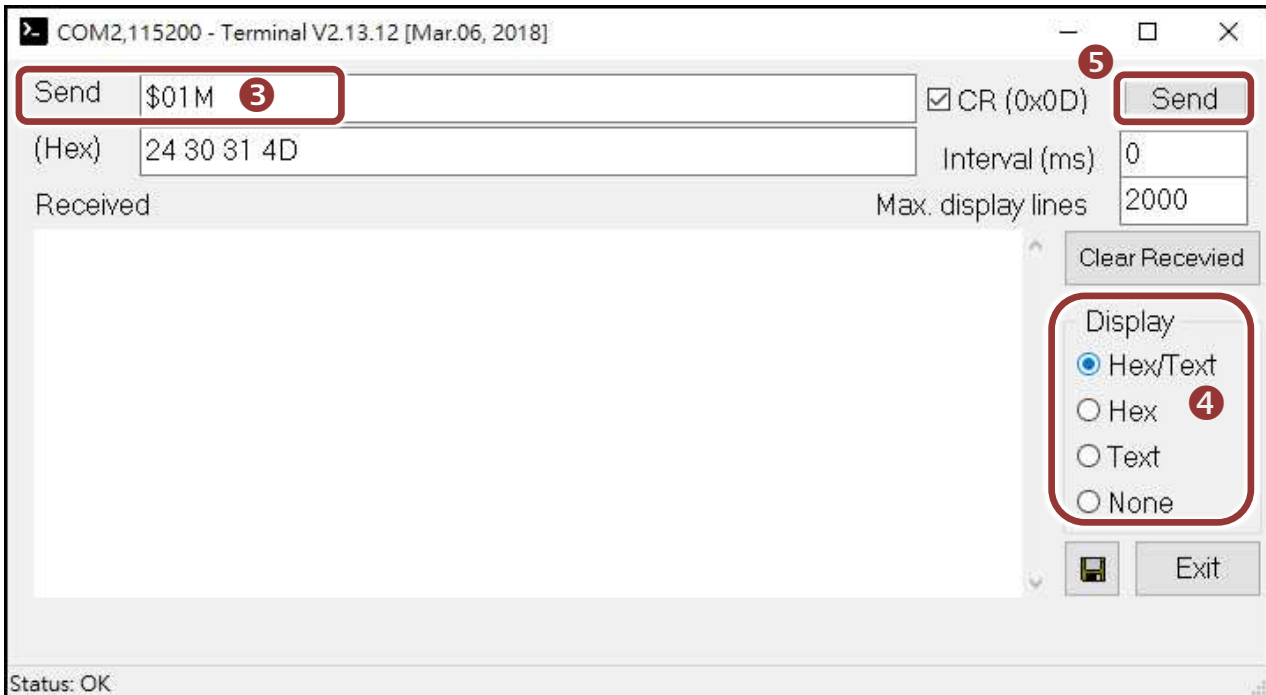 COM2,115200 - Terminal V2.13.12 [Mar.06, 2018]
5
Send $01M 3 CR (0x0D) Send
(Hex) 24 30 31 4D Interval (ms) 0
Received Max. display lines 2000
Clear Recevied
Display
Hex/Text
Hex 4
Text
None
Exit
Status: OK